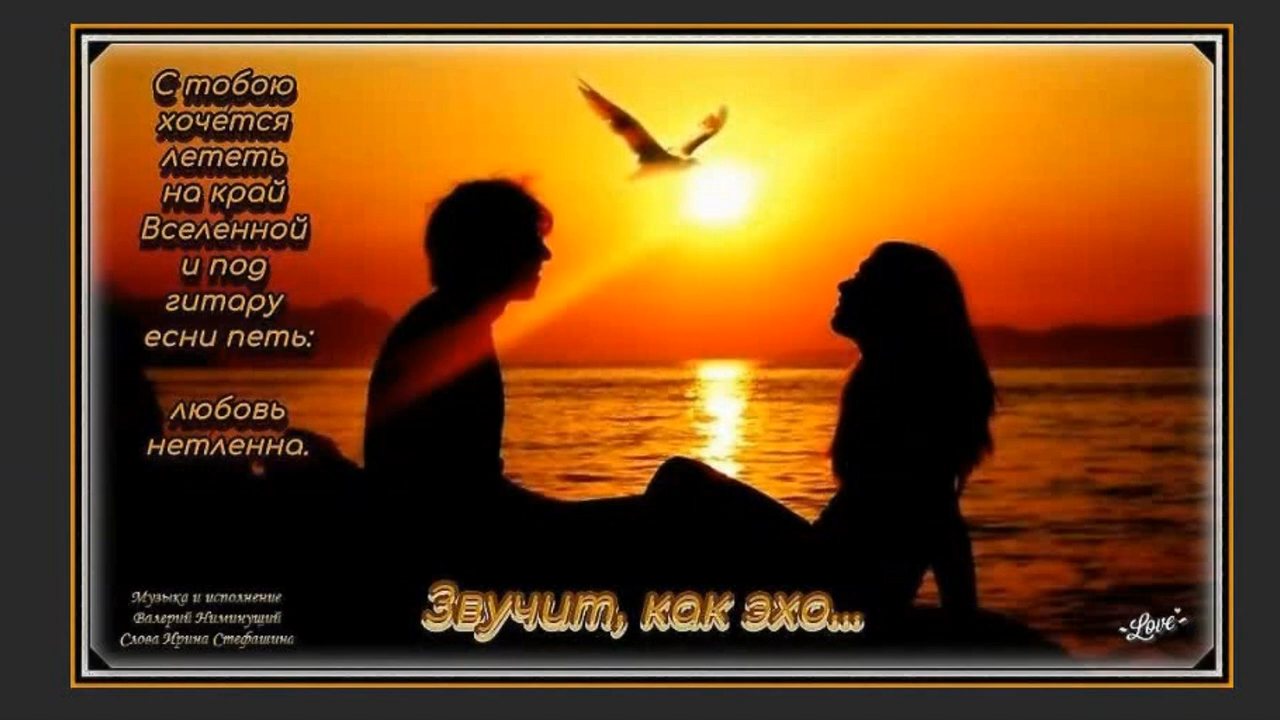 С тобою
хочется
лететь
на край
Вселенной
и под
гитару
есни петь:
любовь
нетленна.
Звучит, как эхо...
Музыка и исполнение
Валерий Ниминущий
Слова Ирина Стефашина
-Love-